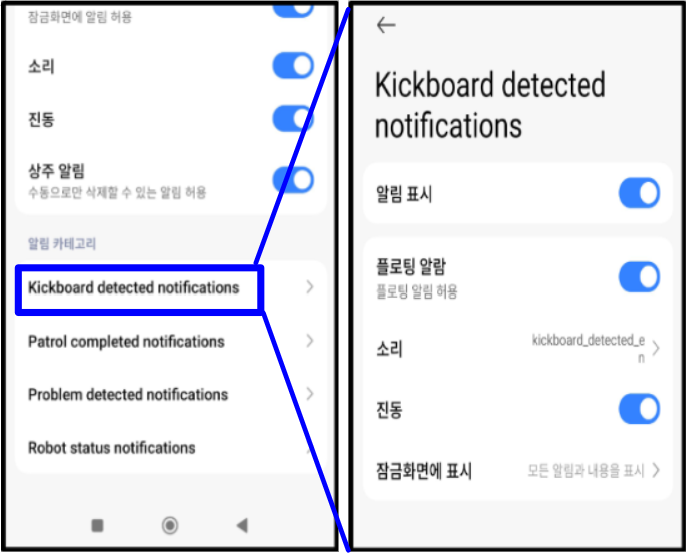 잠금화면에 알림 허용
소리
진동
상주 알림
수동으로만 삭제할 수 있는 알림 허용
알림 카테고리
Kickboard detected notifications
Patrol completed notifications
Problem detected notifications
Robot status notifications
Kickboard detected
notifications
알림 표시
플로팅 알람
플로팅 알림 허용
소리
kickboard_detected_e
n
진동
잠금화면에 표시
모든 알림과 내용을 표시